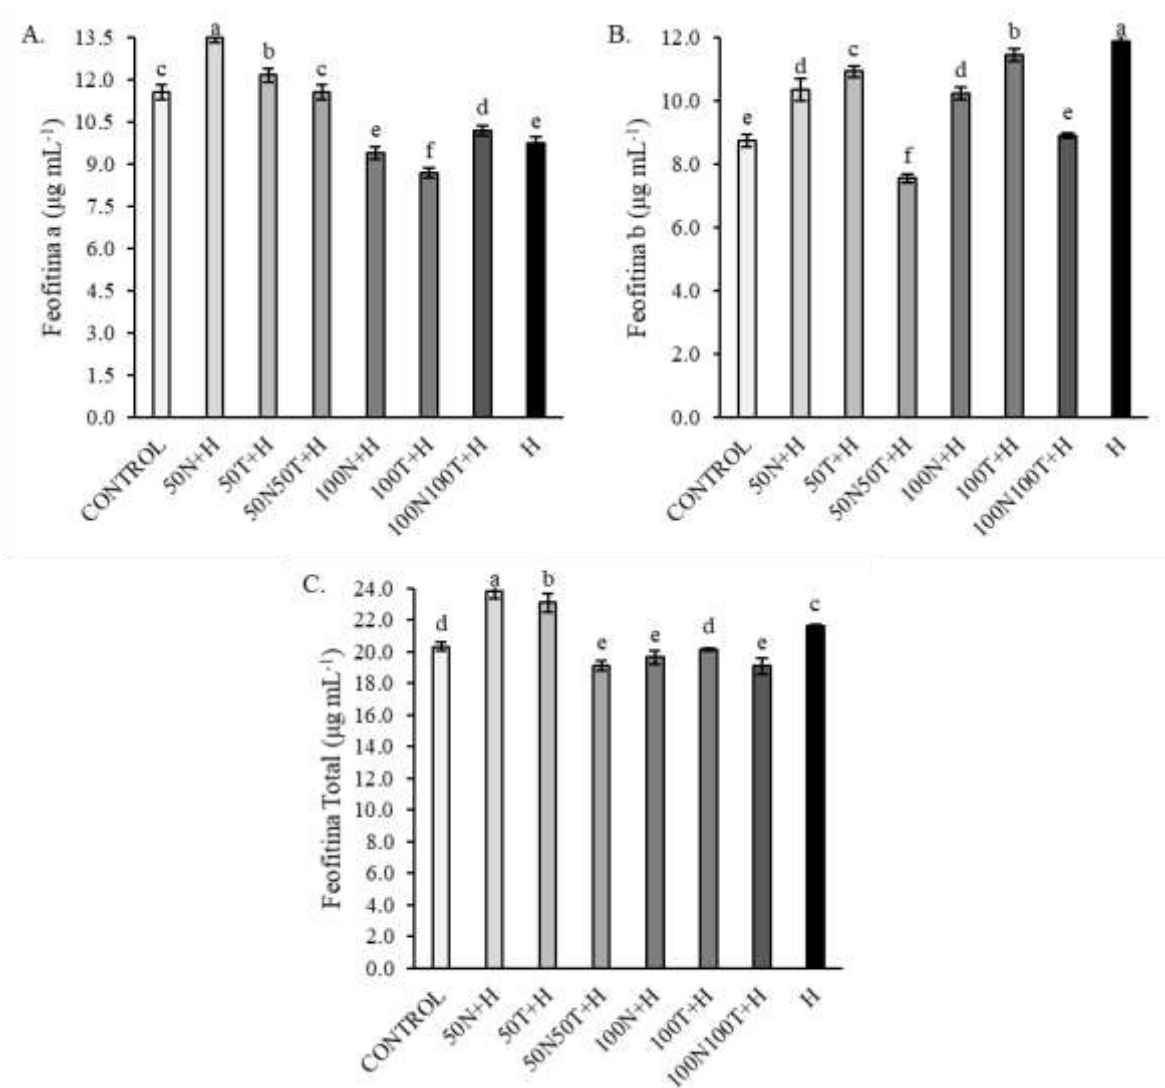 A.
Feofitina a (µg mL⁻¹)
13.5
12.0
10.5
9.0
7.5
6.0
4.5
3.0
1.5
0.0
c
a
b
c
e
f
d
e
CONTROL
50N+H
50T+H
50N50T+H
100N+H
100T+H
100N100T+H
H
B.
Feofitina b (µg mL⁻¹)
12.0
10.0
8.0
6.0
4.0
2.0
0.0
e
d
c
f
d
b
e
a
CONTROL
50N+H
50T+H
50N50T+H
100N+H
100T+H
100N100T+H
H
C.
Feofitina Total (µg mL⁻¹)
24.0
22.0
20.0
18.0
16.0
14.0
12.0
10.0
8.0
6.0
4.0
2.0
0.0
d
a
b
e
e
d
e
c
CONTROL
50N+H
50T+H
50N50T+H
100N+H
100T+H
100N100T+H
H